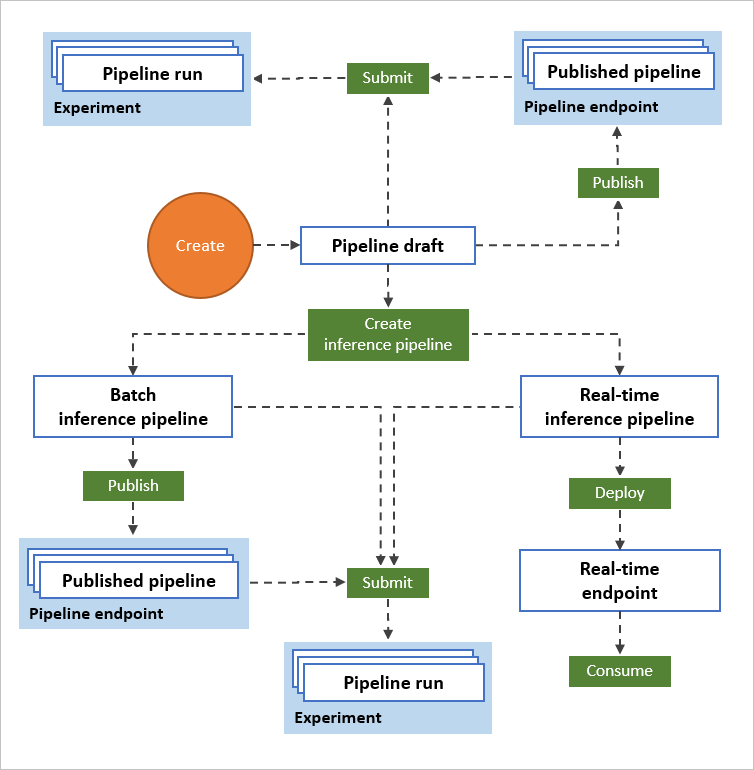 Pipeline run
Experiment
Submit
Published pipeline
Pipeline endpoint
Publish
Create
Pipeline draft
Create
inference pipeline
Batch
inference pipeline
Real-time
inference pipeline
Publish
Deploy
Published pipeline
Pipeline endpoint
Submit
Real-time
endpoint
Pipeline run
Experiment
Consume